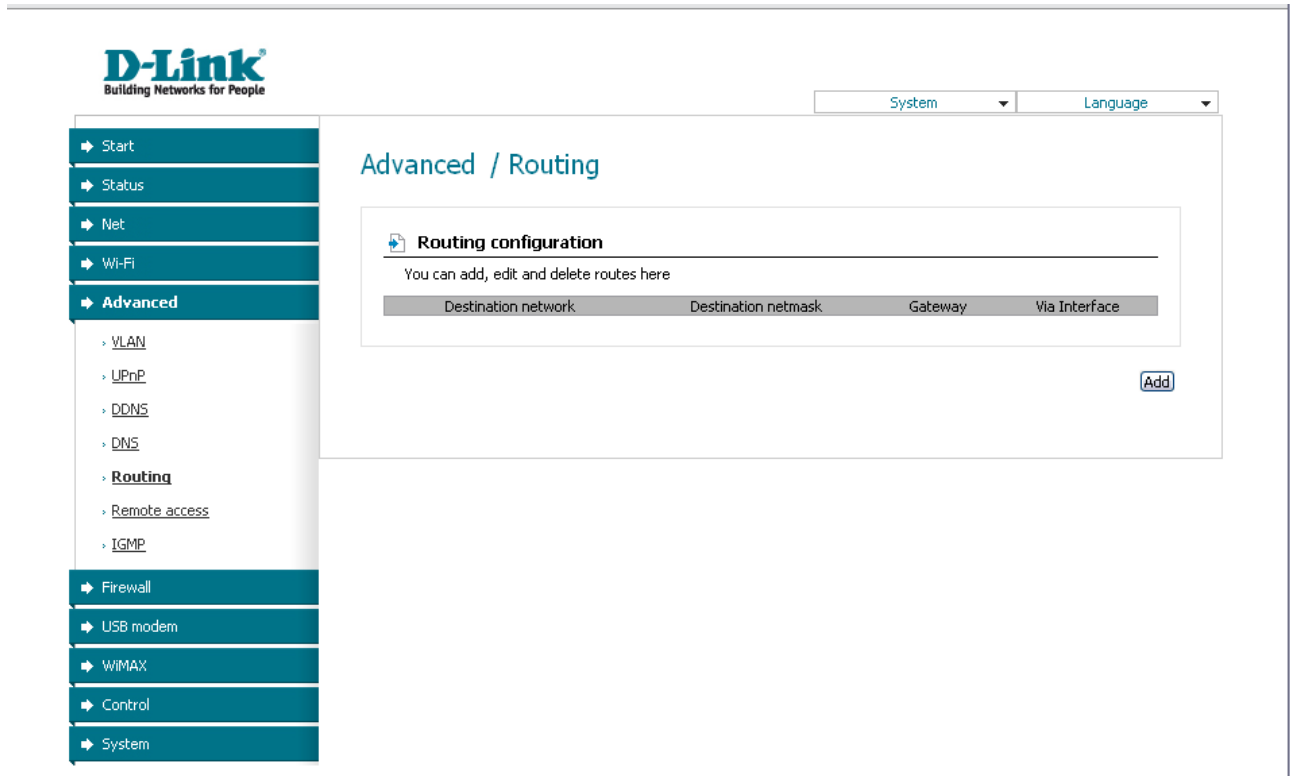 D-Link
Building Networks for People
System
Language
Start
Status
Net
Wi-Fi
Advanced
VLAN
UPnP
DDNS
DNS
Routing
Remote access
IGMP
Firewall
USB modem
WiMAX
Control
System
Advanced / Routing
Routing configuration
You can add, edit and delete routes here
Destination network Destination netmask Gateway Via Interface
Add